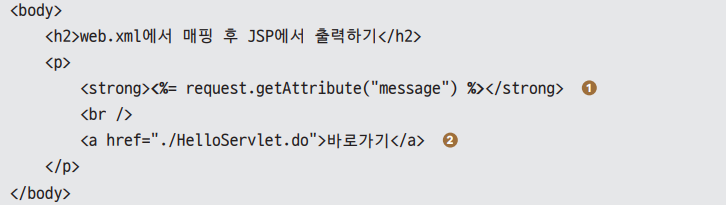 <body>
<h2>web.xml에서 매핑 후 JSP에서 출력하기</h2>
<p>
<strong><%= request.getAttribute("message") %></strong> ❶
<br />
<a href="./HelloServlet.do">바로가기</a> ❷
</p>
</body>